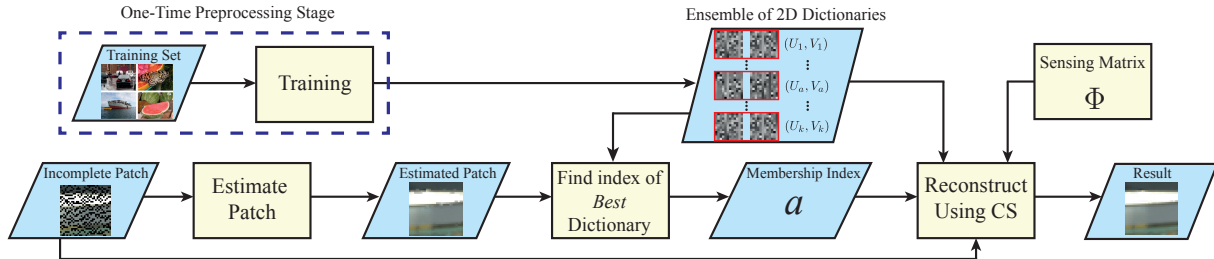 One-Time Preprocessing Stage
Ensemble of 2D Dictionaries
Training Set
Training
(U₁, V₁)
(Uₐ, Vₐ)
(Uₖ, Vₖ)
Sensing Matrix
Φ
Incomplete Patch
Estimate
Patch
Estimated Patch
Find index of
Best
Dictionary
Membership Index
a
Reconstruct
Using CS
Result